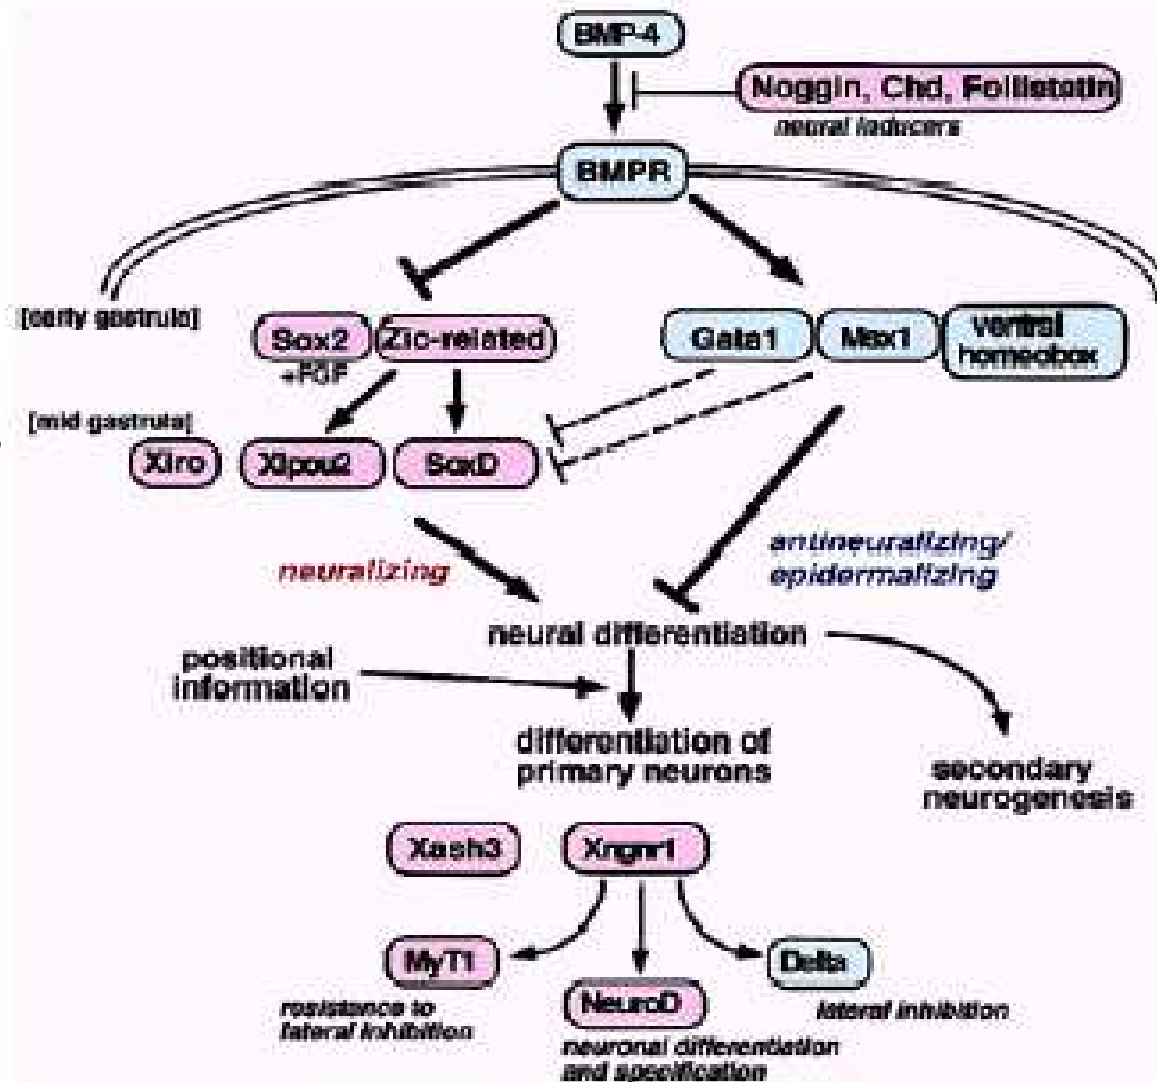 BMP-4
Noggin, Chd, Follistatin
neural inducers
BMPR
[early gastrula]
Sox2
Zic-related
+FGF
Gata1
Msx1
ventral
homeobox
[mid gastrula]
Xiro
Xlpou2
SoxD
neuralizing
antineuralizing/
epidermalizing
neural differentiation
positional
information
differentiation of
primary neurons
secondary
neurogenesis
Xash3
Xngnr1
MyT1
NeuroD
Delta
resistance to
lateral inhibition
lateral inhibition
neuronal differentiation
and specification